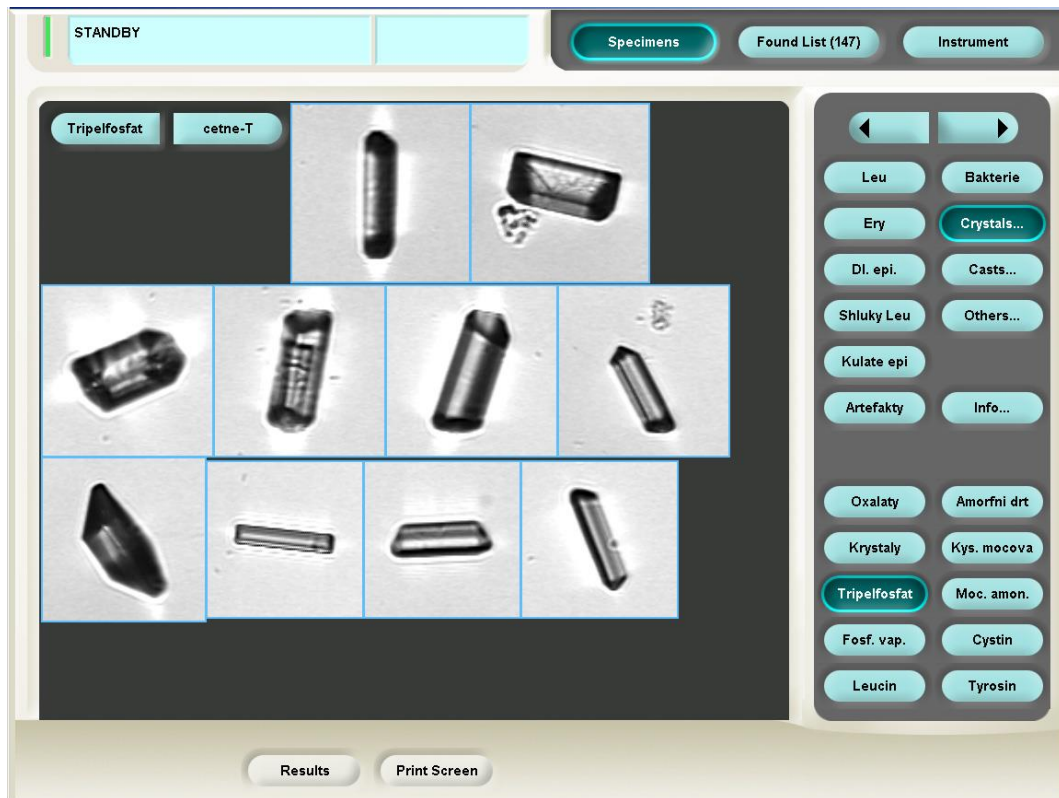 STANDBY
Specimens
Found List (147)
Instrument
Tripelfosfat
cetne-T
Leu
Bakterie
Ery
Crystals...
Dl. epi.
Casts...
Shluky Leu
Others...
Kulate epi
Artefakty
Info...
Oxalaty
Amorfni drt
Krystaly
Kys. mocova
Tripelfosfat
Moc. amon.
Fosf. vap.
Cystin
Leucin
Tyrosin
Results
Print Screen